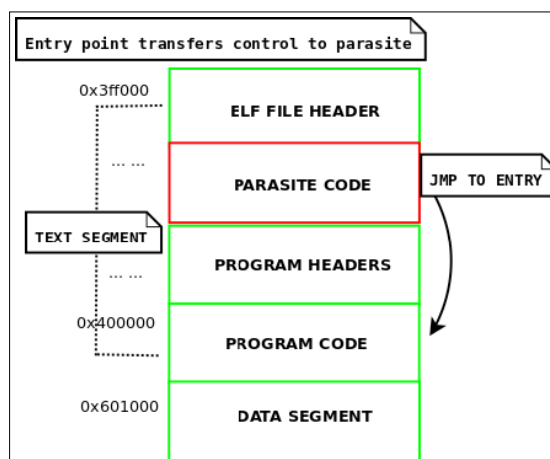 Entry point transfers control to parasite
0x3ff000
ELF FILE HEADER
... ...
PARASITE CODE
JMP TO ENTRY
TEXT SEGMENT
PROGRAM HEADERS
... ...
0x400000
PROGRAM CODE
0x601000
DATA SEGMENT